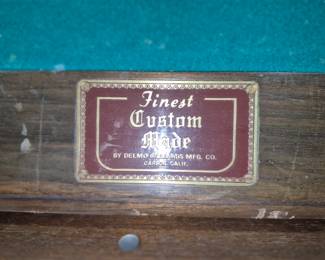 Finest
Custom
Made
BY DELMO BILLIARDS MFG. CO.
CARSON, CALIF.